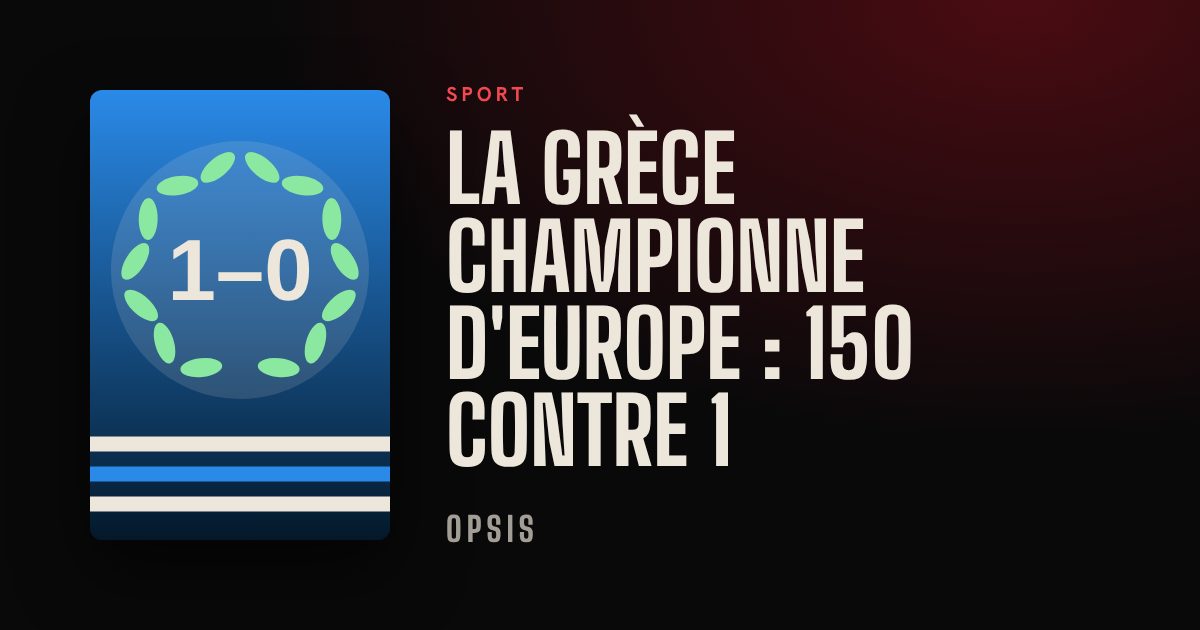 1–0
SPORT
LA GRÈCE
CHAMPIONNE
D'EUROPE : 150
CONTRE 1
OPSIS